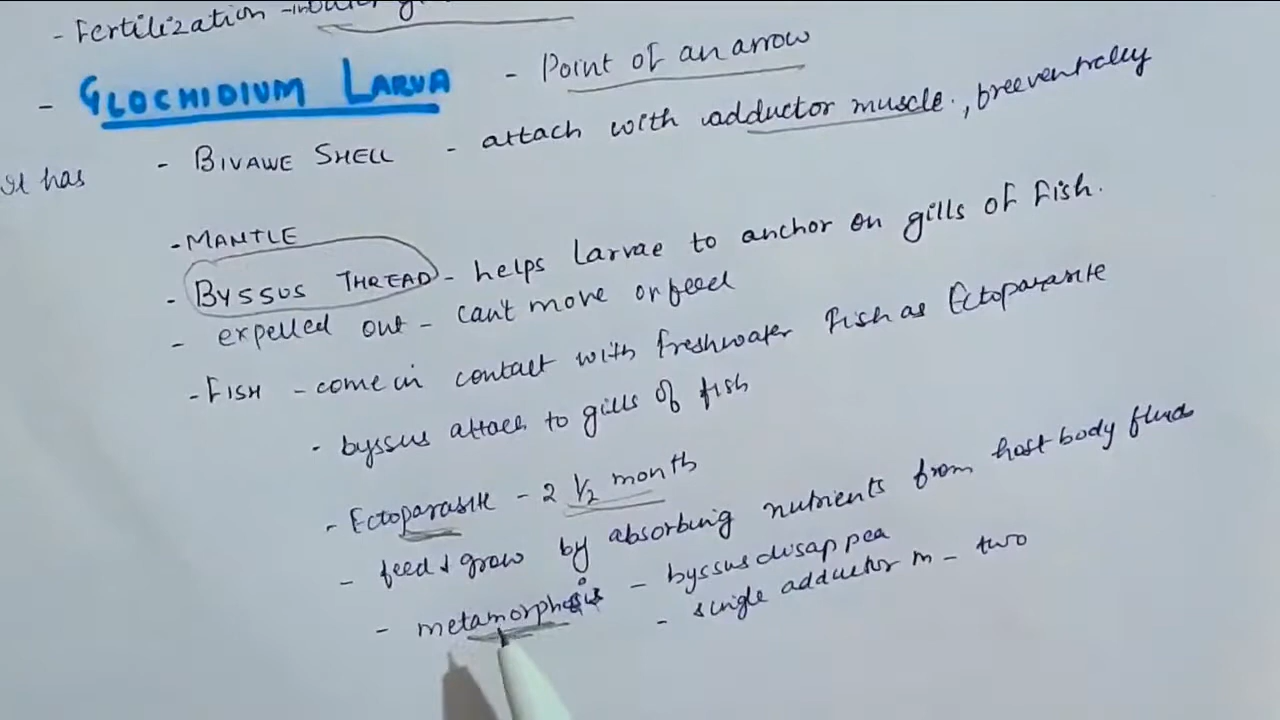 - Fertilization -
- GLOCHIDIUM LARVA - Point of an arrow
It has - BIVALVE SHELL - attach with adductor muscle., freeventrally
- MANTLE
- BYSSUS THREAD - helps larvae to anchor on gills of Fish.
- expelled out - can't move or feed
- FISH - come in contact with freshwater Fish as Ectoparasite
- byssus attach to gills of fish
- Ectoparasite - 2 1/2 month
- feed & grow by absorbing nutrients from host body fluid
- metamorphosis - byssus disappea
- single adductor m - two